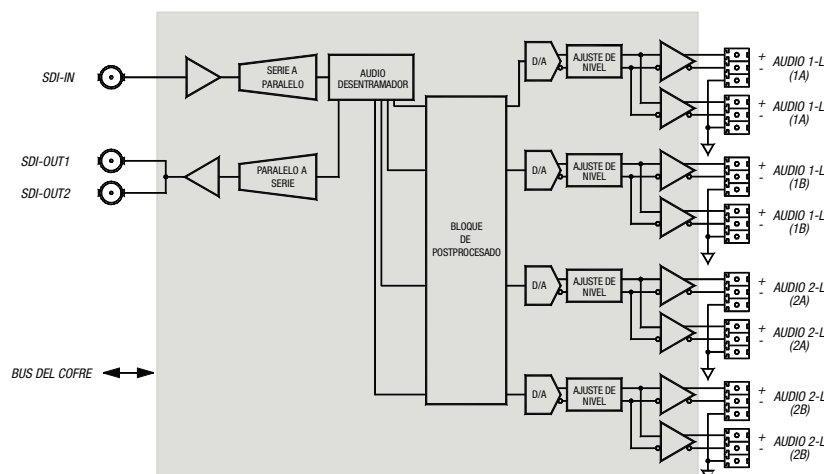 SDI-IN
SERIE A
PARALELO
AUDIO
DESENTRAMADOR
SDI-OUT1
SDI-OUT2
PARALELO A
SERIE
BLOQUE
DE
POSTPROCESADO
BUS DEL COFRE
D/A
AJUSTE DE
NIVEL
+
-
AUDIO 1-L
(1A)
+
-
AUDIO 1-L
(1A)
D/A
AJUSTE DE
NIVEL
+
-
AUDIO 1-L
(1B)
+
-
AUDIO 1-L
(1B)
D/A
AJUSTE DE
NIVEL
+
-
AUDIO 2-L
(2A)
+
-
AUDIO 2-L
(2A)
D/A
AJUSTE DE
NIVEL
+
-
AUDIO 2-L
(2B)
+
-
AUDIO 2-L
(2B)